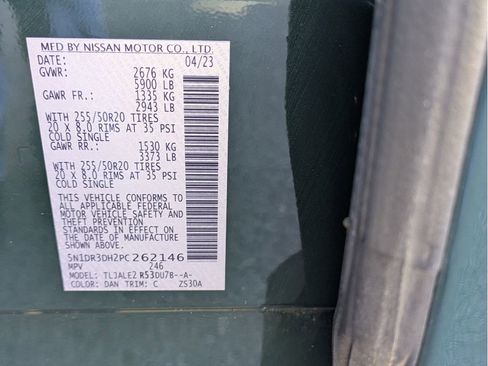 MFD BY NISSAN MOTOR CO., LTD.
DATE: 04/23
GVWR: 2676 KG
5900 LB
GAWR FR.: 1335 KG
2943 LB
WITH 255/50R20 TIRES
20 X 8.0 RIMS AT 35 PSI
COLD SINGLE
GAWR RR.: 1530 KG
3373 LB
WITH 255/50R20 TIRES
20 X 8.0 RIMS AT 35 PSI
COLD SINGLE
THIS VEHICLE CONFORMS TO
ALL APPLICABLE FEDERAL
MOTOR VEHICLE SAFETY AND
THEFT PREVENTION
STANDARDS IN EFFECT ON
THE DATE OF MANUFACTURE
SHOWN ABOVE.
5N1DR3DH2PC262146
MPV 246
MODEL: TLJALE2 R53DU7B--A-
COLOR: DAN TRIM: C ZS30A